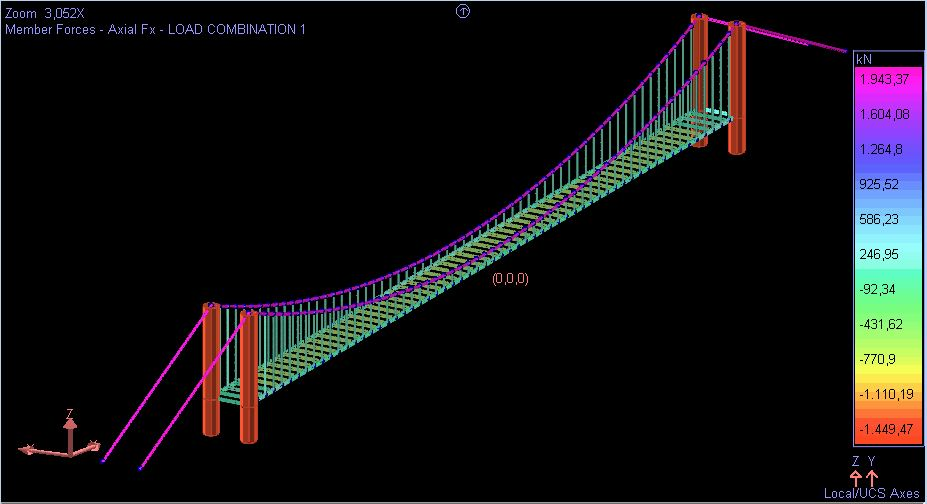 Zoom 3,052X
Member Forces - Axial Fx - LOAD COMBINATION 1
kN
1.943,37
1.604,08
1.264,8
925,52
586,23
246,95
-92,34
-431,62
-770,9
-1.110,19
-1.449,47
(0,0,0)
Z
Z Y
Local/UCS Axes